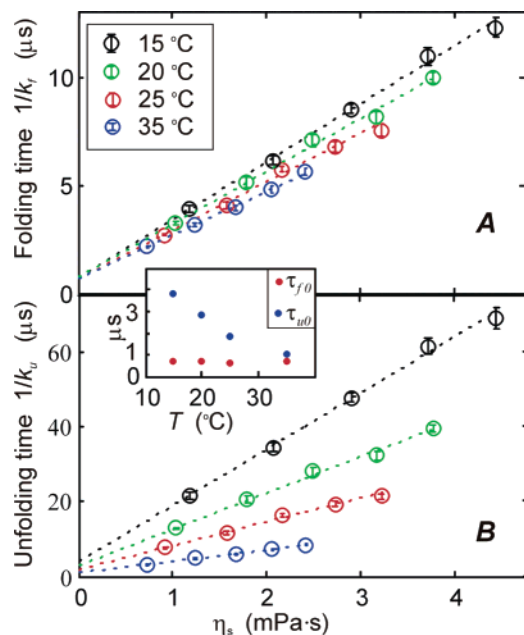 Folding time 1/k_f (μs)
10
5
0
15 °C
20 °C
25 °C
35 °C
A
μs
3
1
0
τ_f0
τ_u0
10 20 30
T (°C)
Unfolding time 1/k_u (μs)
60
40
20
0
B
0 1 2 3 4
η_s (mPa·s)